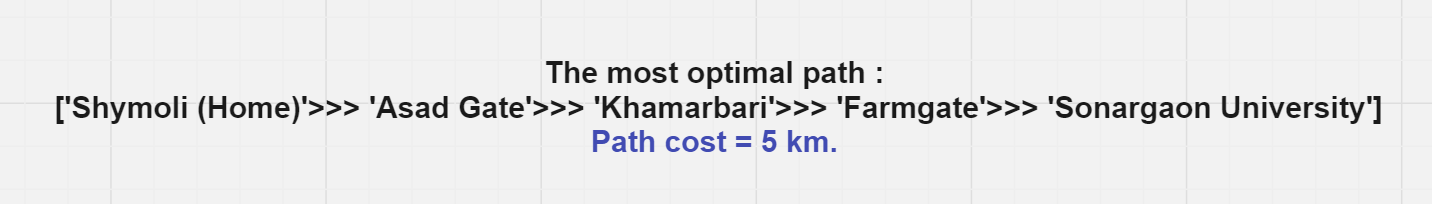 The most optimal path :
['Shymoli (Home)'>>> 'Asad Gate'>>> 'Khamarbari'>>> 'Farmgate'>>> 'Sonargaon University']
Path cost = 5 km.